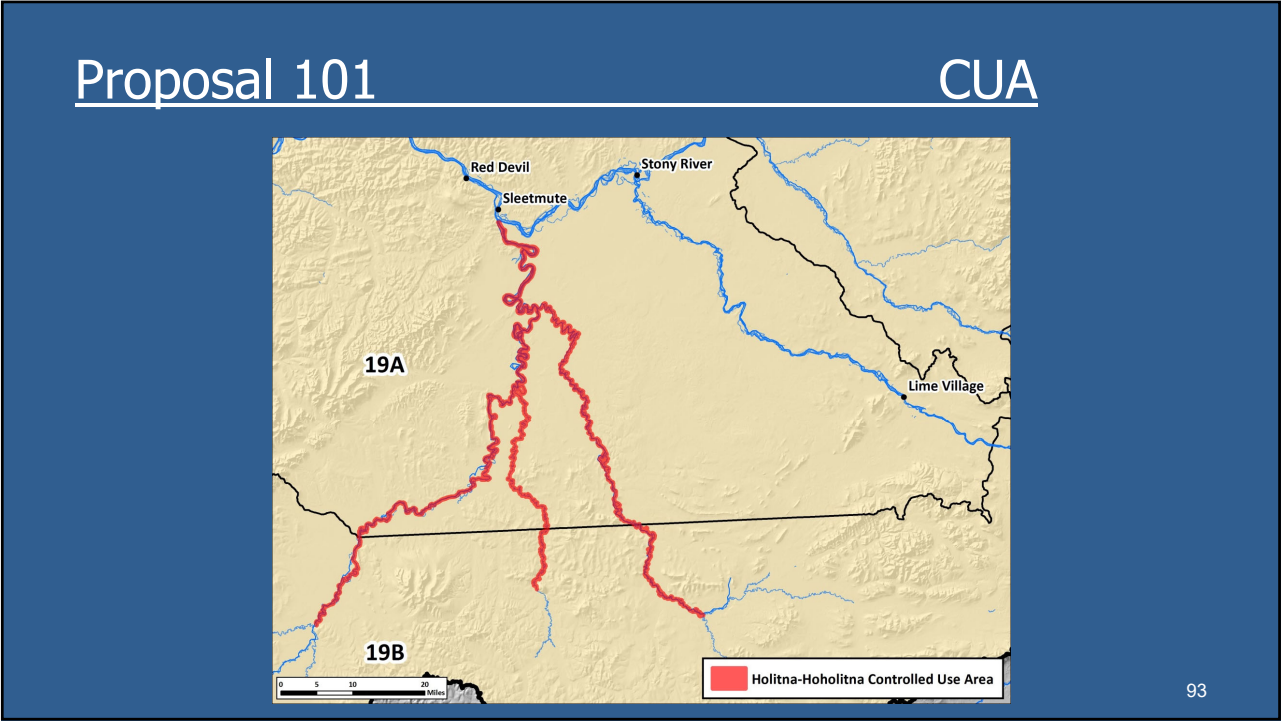 Proposal 101 CUA
Red Devil
Stony River
Sleetmute
19A
Lime Village
19B
0 5 10 20
Miles
Holitna-Hoholitna Controlled Use Area
93